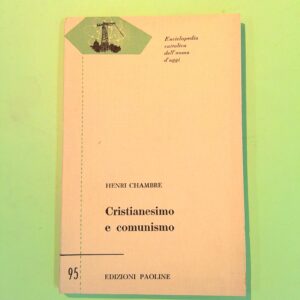 Enciclopedia
cattolica
dell'uomo
d'oggi
HENRI CHAMBRE
Cristianesimo
e comunismo
95
EDIZIONI PAOLINE